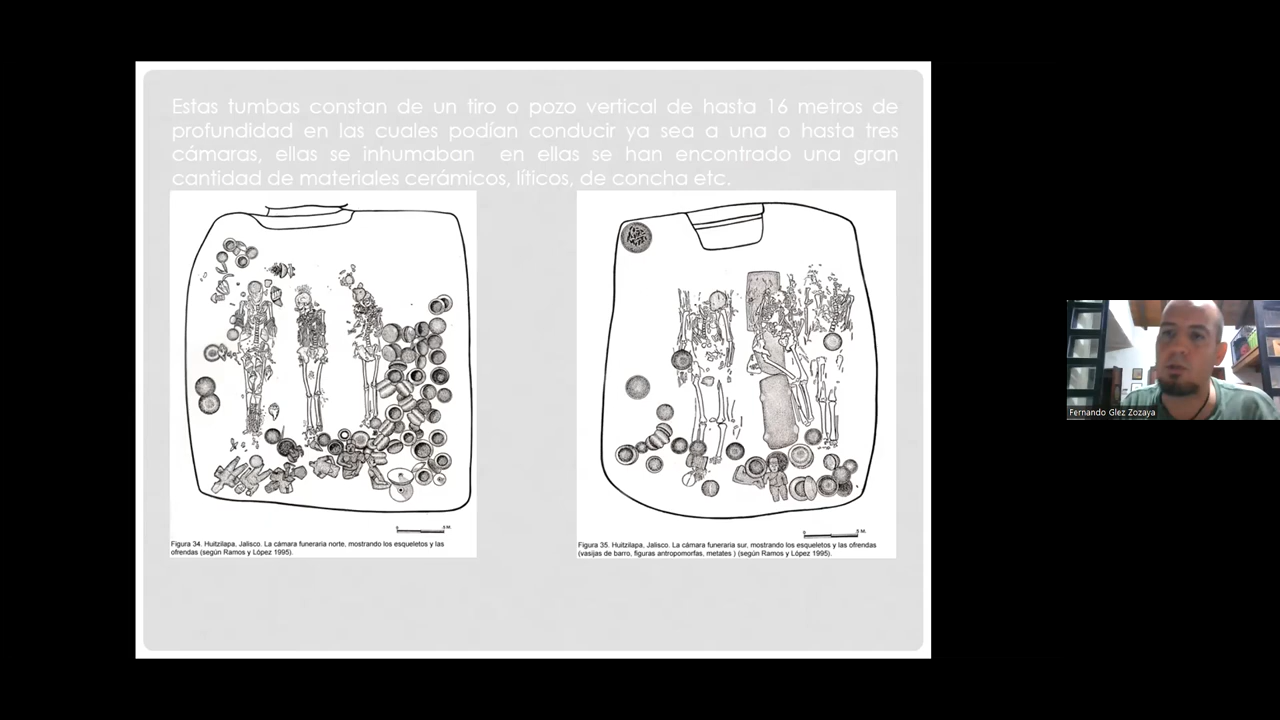 Estas tumbas constan de un tiro o pozo vertical de hasta 16 metros de
profundidad en las cuales podían conducir ya sea a una o hasta tres
cámaras, ellas se inhumaban en ellas se han encontrado una gran
cantidad de materiales cerámicos, líticos, de concha etc.
Figura 34. Huitzilapa, Jalisco. La cámara funeraria norte, mostrando los esqueletos y las
ofrendas (según Ramos y López 1995).
Figura 35. Huitzilapa, Jalisco. La cámara funeraria sur, mostrando los esqueletos y las ofrendas
(vasijas de barro, figuras antropomorfas, metates ) (según Ramos y López 1995).
Fernando Glez Zozaya